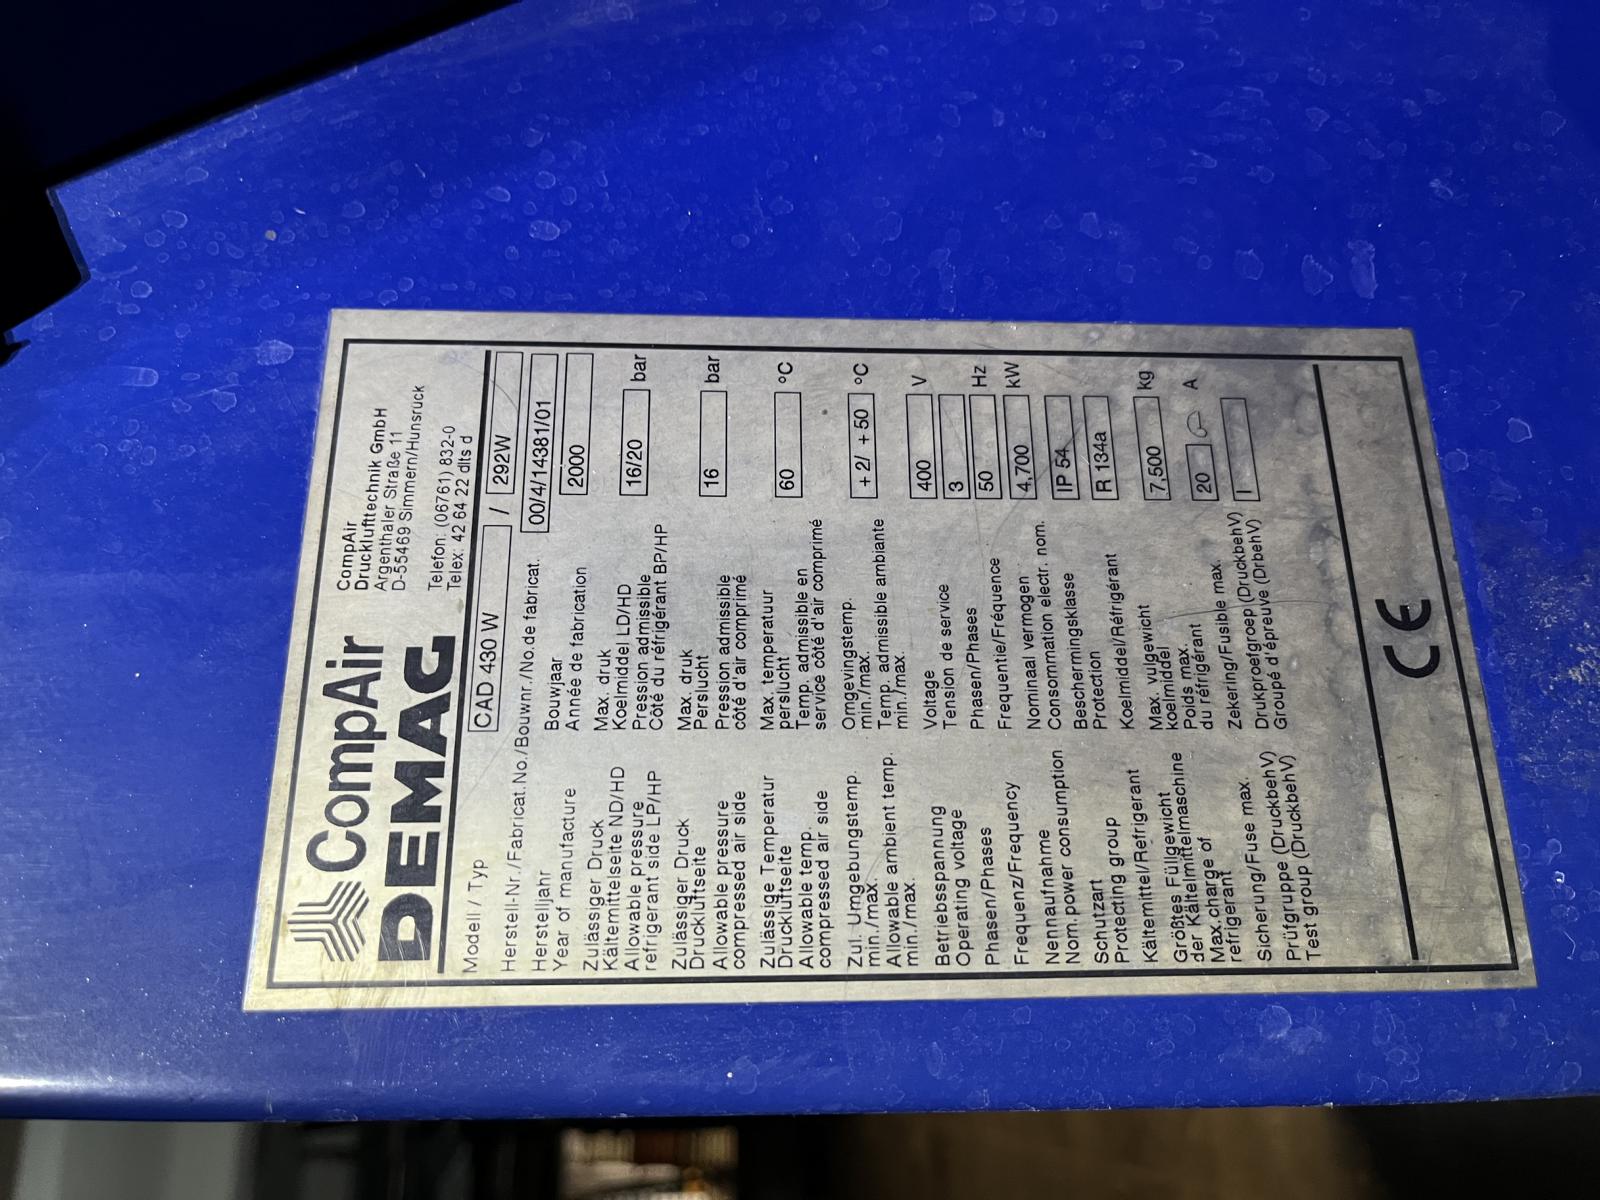 CompAir
DEMAG
CompAir
Drucklufttechnik GmbH
Argenthaler Straße 11
D-55469 Simmern/Hunsrück
Telefon: (06761) 832-0
Telex: 42 64 22 dlts d
Modell / Typ CAD 430 W / 292W
Herstell-Nr./Fabricat.No./Bouwnr./No.de fabricat. 00/4/14381/01
Herstelljahr Bouwjaar
Year of manufacture Année de fabrication 2000
Zulässiger Druck Max. druk
Kältemittelseite ND/HD Koelmiddel LD/HD
Allowable pressure Pression admissible 16/20 bar
refrigerant side LP/HP Côté du réfrigérant BP/HP
Zulässiger Druck Max. druk
Druckluftseite Perslucht
Allowable pressure Pression admissible 16 bar
compressed air side côté d'air comprimé
Zulässige Temperatur Max. temperatuur
Druckluftseite perslucht
Allowable temp. Temp. admissible en 60 °C
compressed air side service côté d'air comprimé
Zul. Umgebungstemp. Omgevingstemp.
min./max. min./max.
Allowable ambient temp. Temp. admissible ambiante + 2/ + 50 °C
min./max. min./max.
Betriebsspannung Voltage
Operating voltage Tension de service 400 V
Phasen/Phases Phasen/Phases 3
Frequenz/Frequency Frequentie/Fréquence 50 Hz
Nennaufnahme Nominaal vermogen
Nom.power consumption Consommation electr. nom. 4,700 kW
Schutzart Beschermingsklasse
Protecting group Protection IP 54
Kältemittel/Refrigerant Koelmiddel/Réfrigérant R 134a
Größtes Füllgewicht Max. vulgewicht
der Kältelmittelmaschine koelmiddel
Max.charge of Poids max. 7,500 kg
refrigerant du réfrigérant
Sicherung/Fuse max. Zekering/Fusible max. 20 A
Prüfgruppe (DruckbehV) Drukproefgroep (DruckbehV)
Test group (DruckbehV) Groupé d'épreuve (DrbehV) I
CE